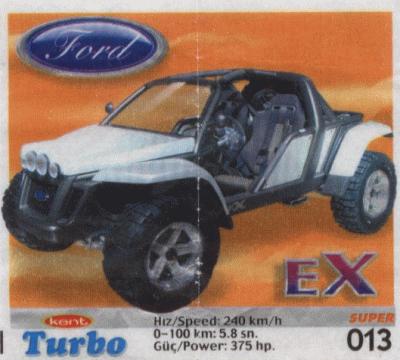 Ford
EX
kent
Turbo
Hız/Speed: 240 km/h
0-100 km: 5.8 sn.
Güç/Power: 375 hp.
SUPER
013